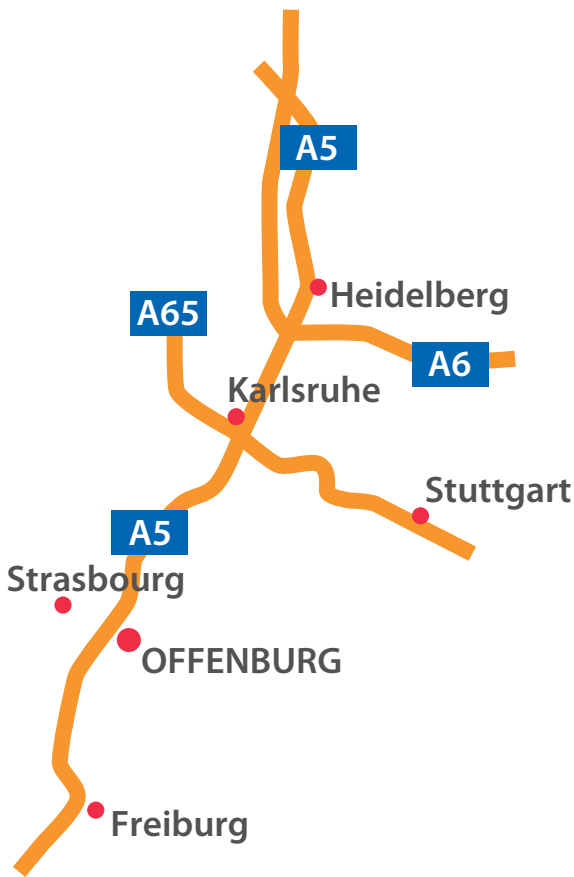 A5
Heidelberg
A65
A6
Karlsruhe
Stuttgart
A5
Strasbourg
OFFENBURG
Freiburg